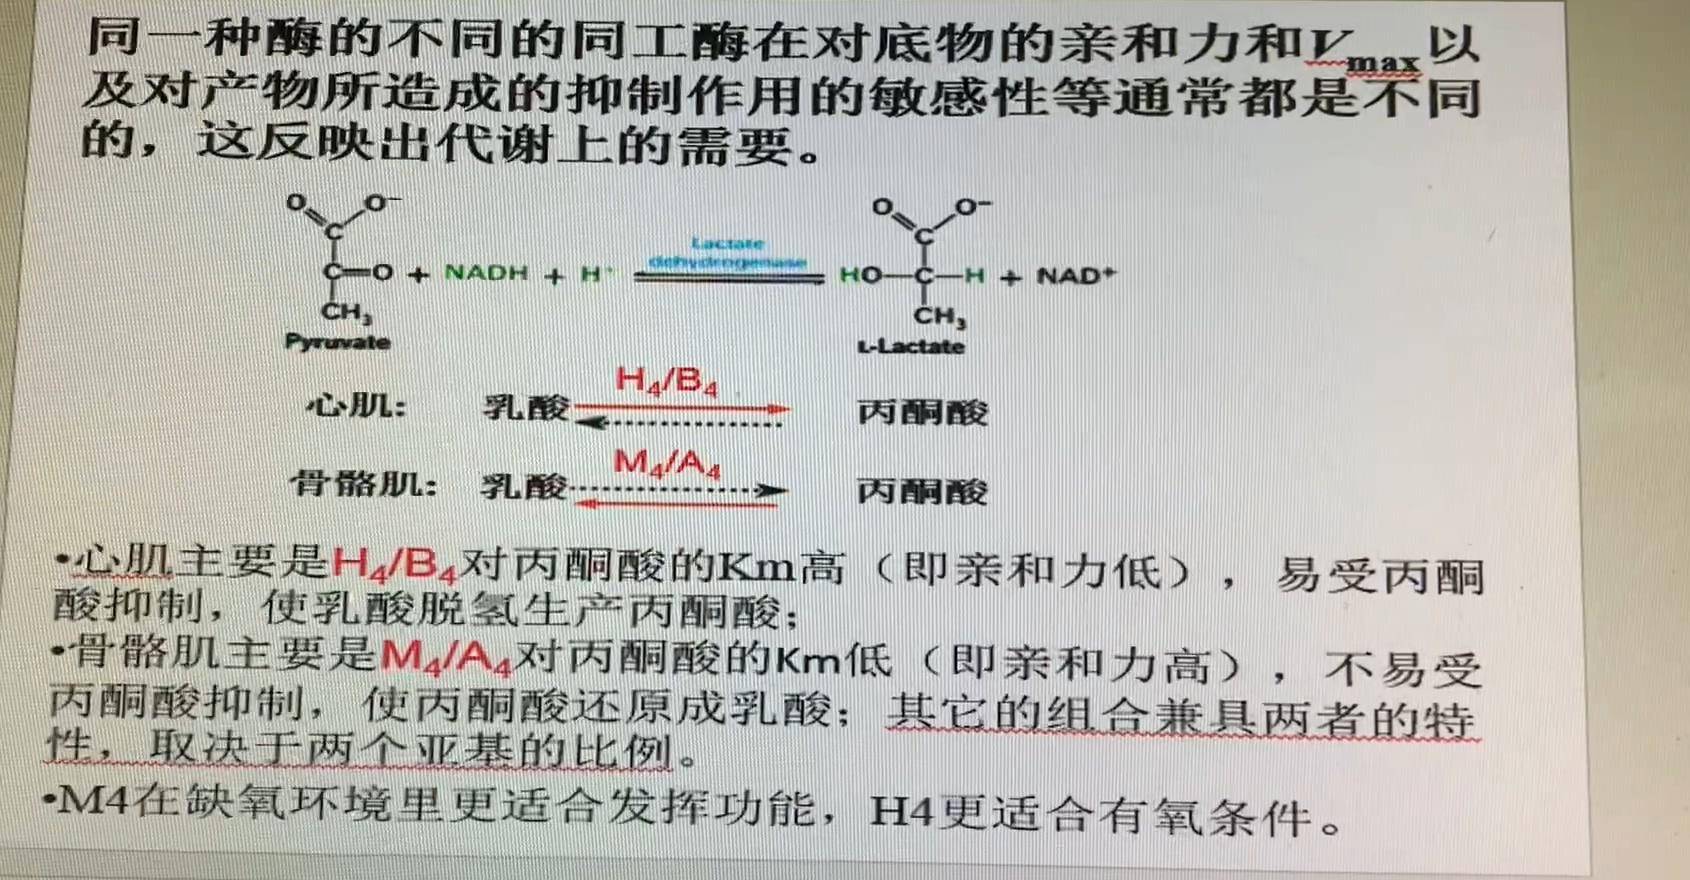 同一种酶的不同的同工酶在对底物的亲和力和Vmax以
及对产物所造成的抑制作用的敏感性等通常都是不同
的，这反映出代谢上的需要。
O O⁻
C
C=O + NADH + H⁺
CH₃
Pyruvate
Lactate
dehydrogenase
O O⁻
C
HO—C—H + NAD⁺
CH₃
L-Lactate
心肌： 乳酸 H₄/B₄ 丙酮酸
骨骼肌： 乳酸 M₄/A₄ 丙酮酸
•心肌主要是H₄/B₄对丙酮酸的Km高（即亲和力低），易受丙酮
酸抑制，使乳酸脱氢生产丙酮酸；
•骨骼肌主要是M₄/A₄对丙酮酸的Km低（即亲和力高），不易受
丙酮酸抑制，使丙酮酸还原成乳酸；其它的组合兼具两者的特
性，取决于两个亚基的比例。
•M4在缺氧环境里更适合发挥功能，H4更适合有氧条件。